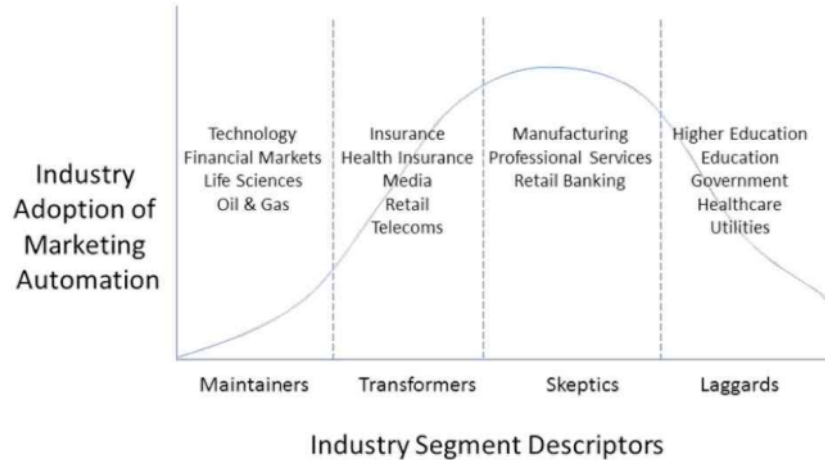 Technology
Financial Markets
Life Sciences
Oil & Gas
Insurance
Health Insurance
Media
Retail
Telecoms
Manufacturing
Professional Services
Retail Banking
Higher Education
Education
Government
Healthcare
Utilities
Industry
Adoption of
Marketing
Automation
Maintainers
Transformers
Skeptics
Laggards
Industry Segment Descriptors